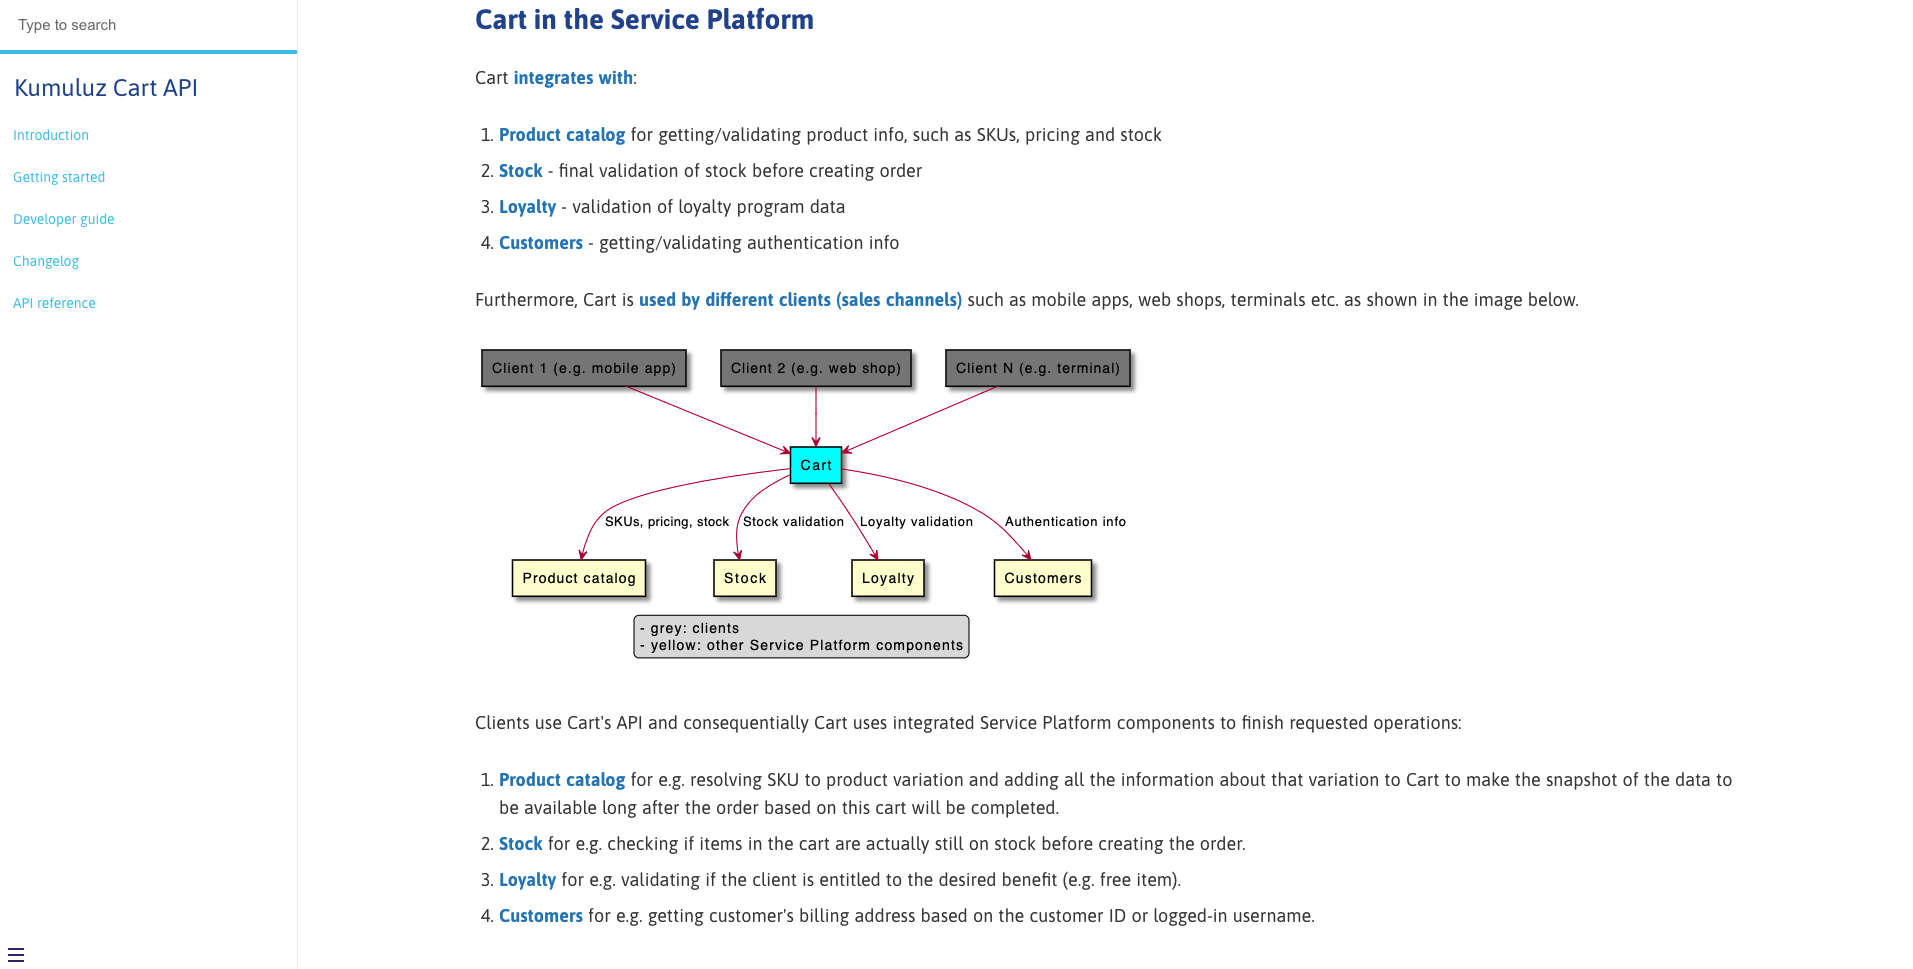 Type to search
Kumuluz Cart API
Introduction
Getting started
Developer guide
Changelog
API reference
Cart in the Service Platform
Cart integrates with:
1. Product catalog for getting/validating product info, such as SKUs, pricing and stock
2. Stock - final validation of stock before creating order
3. Loyalty - validation of loyalty program data
4. Customers - getting/validating authentication info
Furthermore, Cart is used by different clients (sales channels) such as mobile apps, web shops, terminals etc. as shown in the image below.
Client 1 (e.g. mobile app)
Client 2 (e.g. web shop)
Client N (e.g. terminal)
Cart
SKUs, pricing, stock
Stock validation
Loyalty validation
Authentication info
Product catalog
Stock
Loyalty
Customers
- grey: clients
- yellow: other Service Platform components
Clients use Cart's API and consequentially Cart uses integrated Service Platform components to finish requested operations:
1. Product catalog for e.g. resolving SKU to product variation and adding all the information about that variation to Cart to make the snapshot of the data to
be available long after the order based on this cart will be completed.
2. Stock for e.g. checking if items in the cart are actually still on stock before creating the order.
3. Loyalty for e.g. validating if the client is entitled to the desired benefit (e.g. free item).
4. Customers for e.g. getting customer's billing address based on the customer ID or logged-in username.